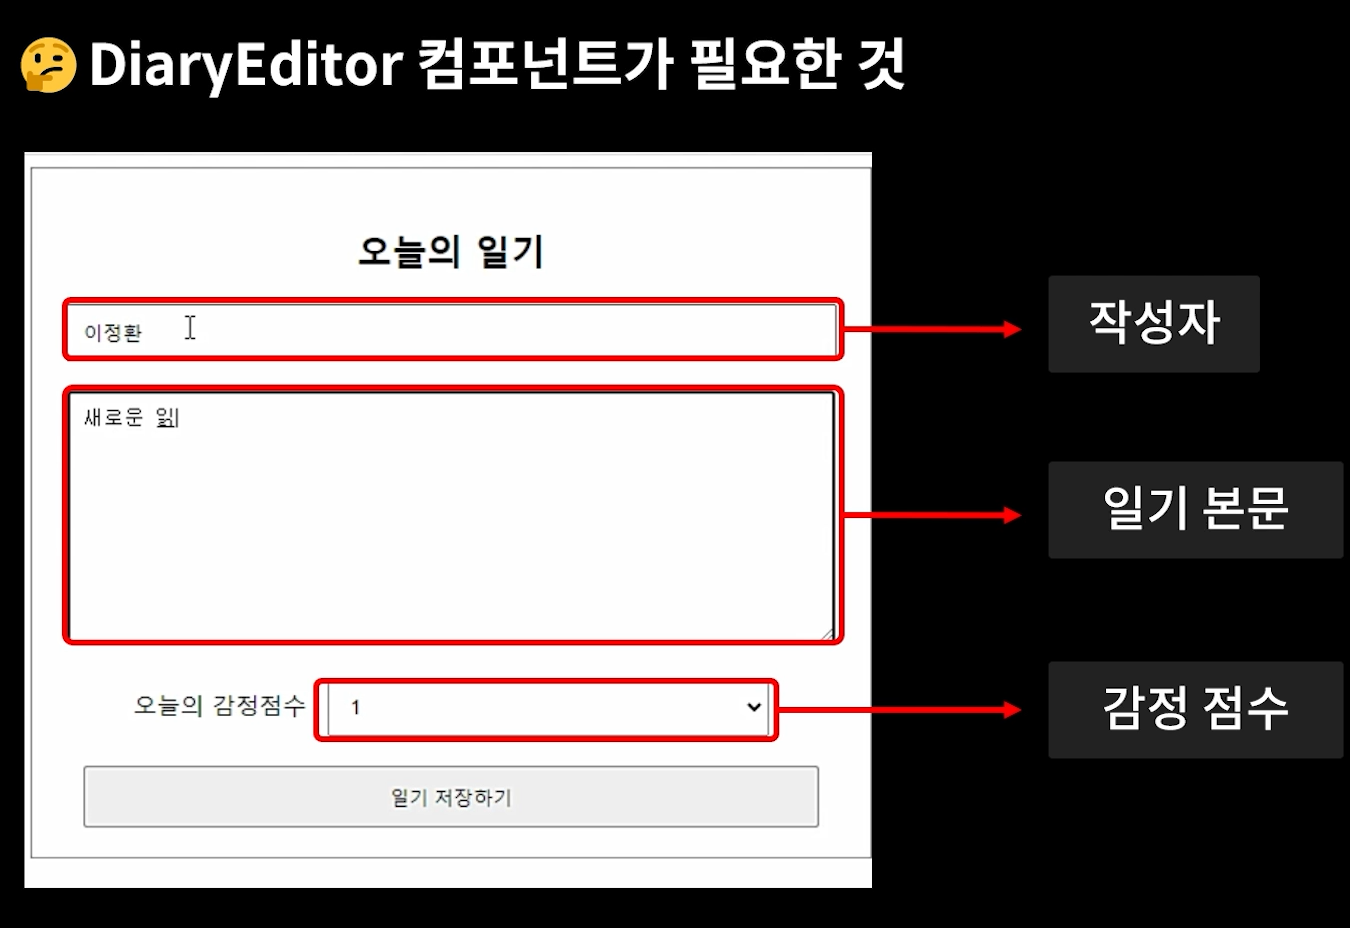 DiaryEditor 컴포넌트가 필요한 것
오늘의 일기
이정환
작성자
새로운 읽
일기 본문
오늘의 감정점수
1
감정 점수
일기 저장하기